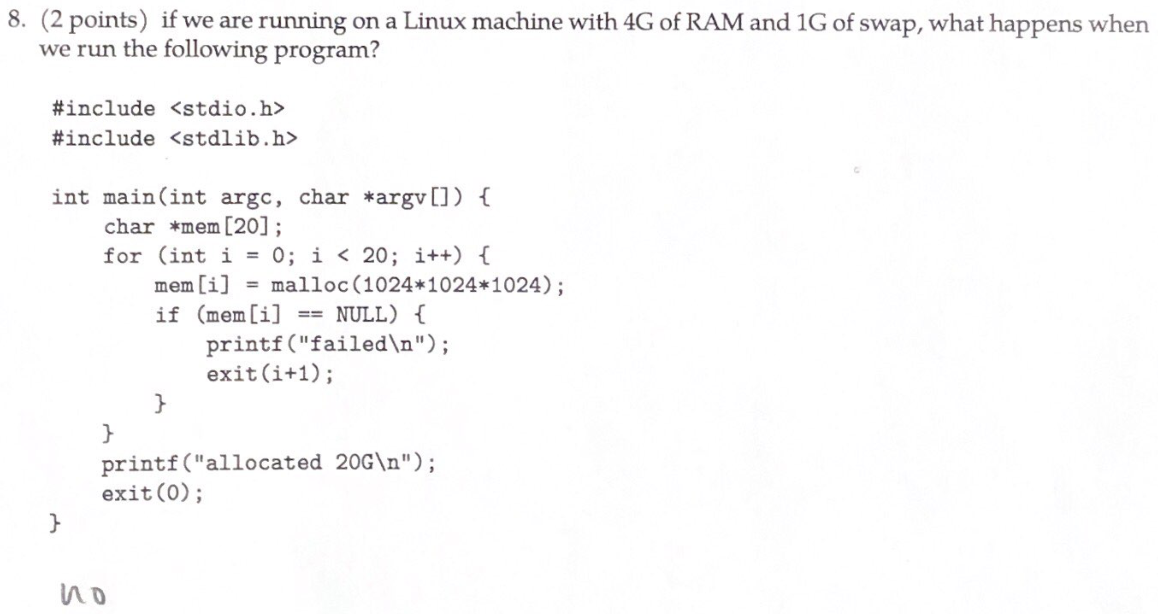 8. (2 points) if we are running on a Linux machine with 4G of RAM and 1G of swap, what happens when
we run the following program?
#include <stdio.h>
#include <stdlib.h>
int main(int argc, char *argv[]) {
char *mem[20];
for (int i = 0; i < 20; i++) {
mem[i] = malloc(1024*1024*1024);
if (mem[i] == NULL) {
printf("failed\n");
exit(i+1);
}
}
printf("allocated 20G\n");
exit(0);
}
no